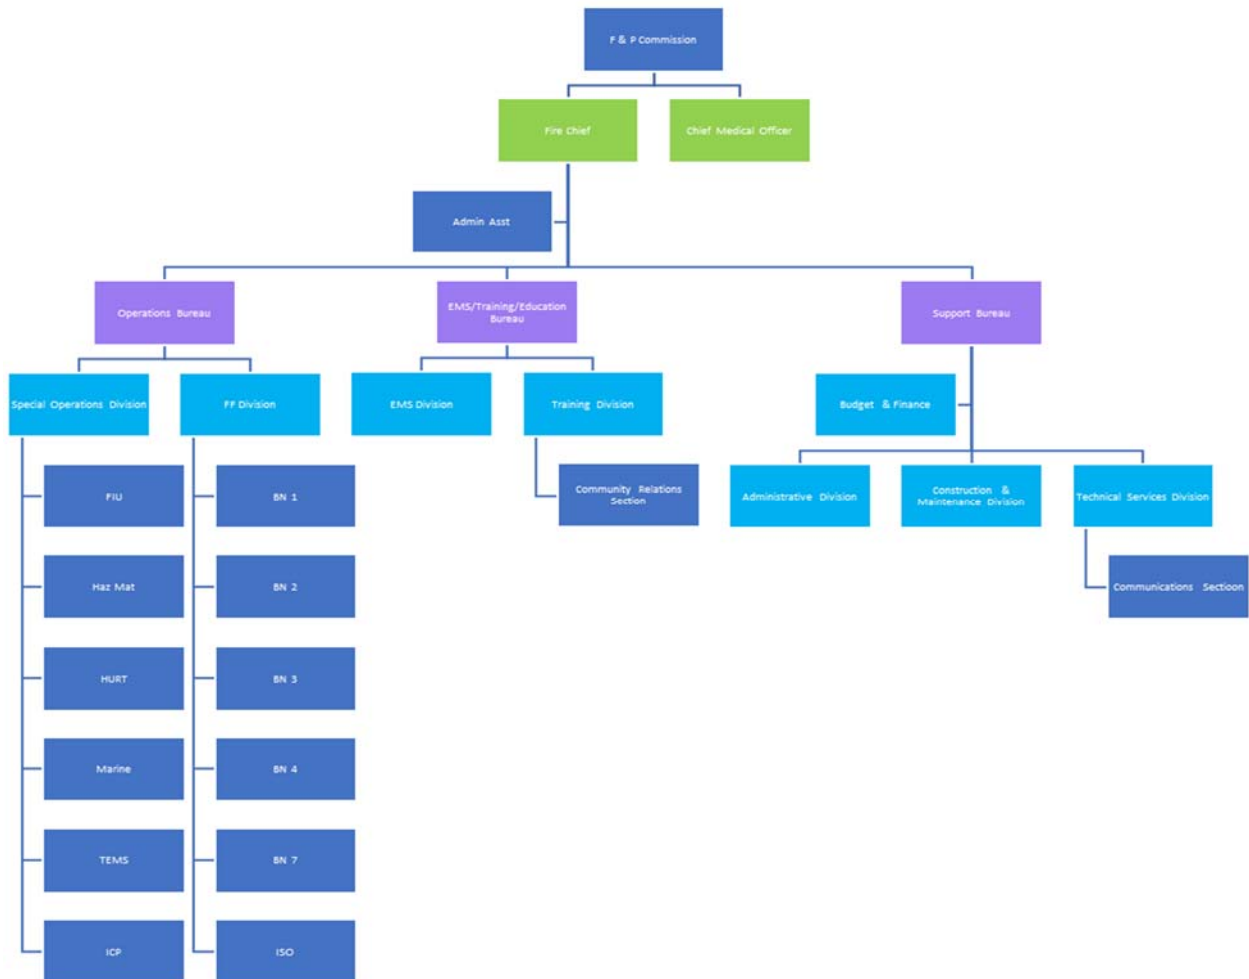 F & P Commission
Fire Chief
Chief Medical Officer
Admin Asst
Operations Bureau
EMS/Training/Education
Bureau
Support Bureau
Special Operations Division
FF Division
EMS Division
Training Division
Budget & Finance
FIU
BN 1
Community Relations
Section
Administrative Division
Construction &
Maintenance Division
Technical Services Division
Haz Mat
BN 2
Communications Sectioon
HURT
BN 3
Marine
BN 4
TEMS
BN 7
ICP
ISO